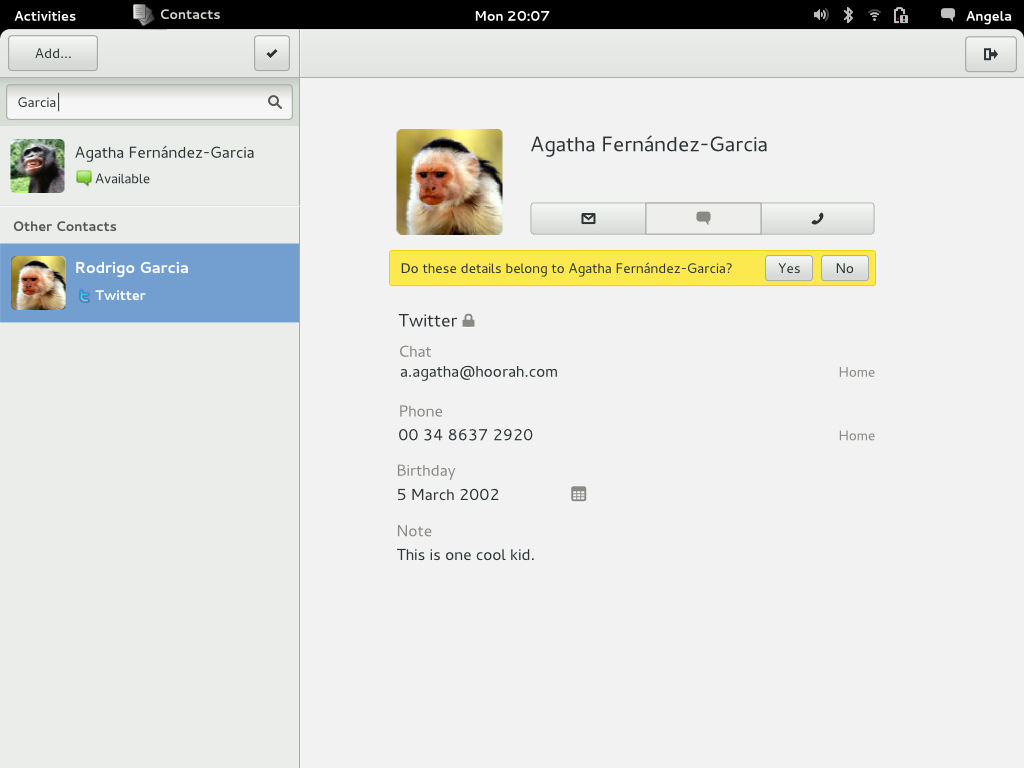 Activities
Contacts
Mon 20:07
Angela
Add...
Garcia
Agatha Fernández-Garcia
Available
Other Contacts
Rodrigo Garcia
Twitter
Agatha Fernández-Garcia
Do these details belong to Agatha Fernández-Garcia?
Yes
No
Twitter
Chat
a.agatha@hoorah.com
Home
Phone
00 34 8637 2920
Home
Birthday
5 March 2002
Note
This is one cool kid.